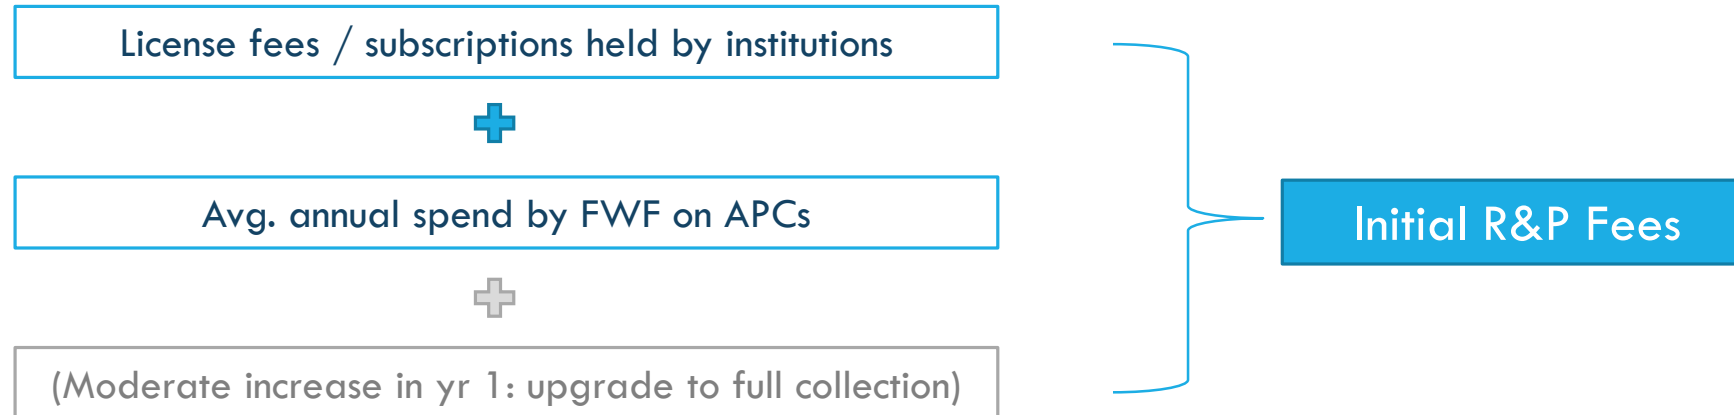 License fees / subscriptions held by institutions
Avg. annual spend by FWF on APCs
Initial R&P Fees
(Moderate increase in yr 1: upgrade to full collection)